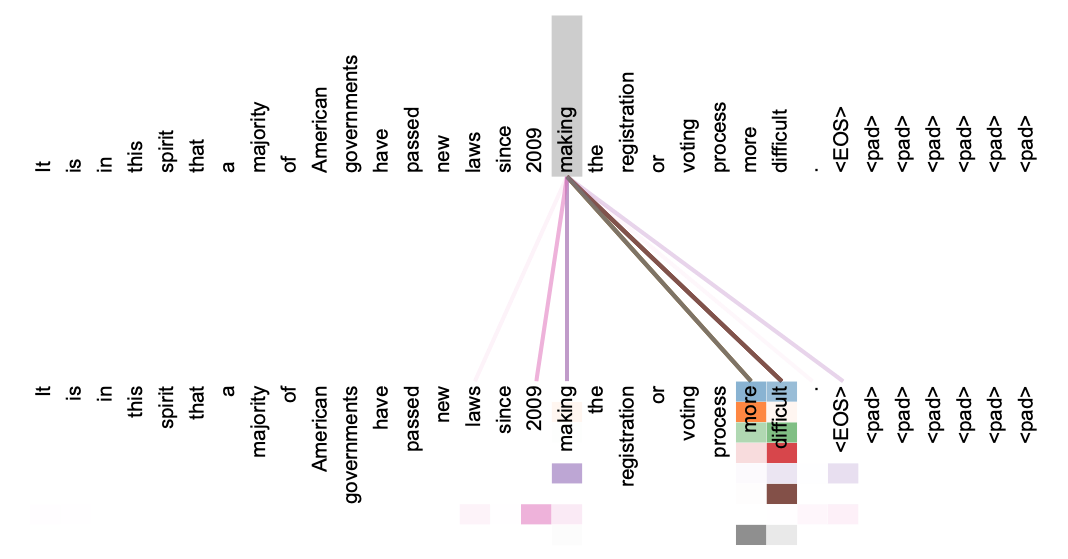 It is in this spirit that a majority of American governments have passed new laws since 2009 making the registration or voting process more difficult . <EOS> <pad> <pad> <pad> <pad> <pad> <pad>
It is in this spirit that a majority of American governments have passed new laws since 2009 making the registration or voting process more difficult . <EOS> <pad> <pad> <pad> <pad> <pad> <pad>